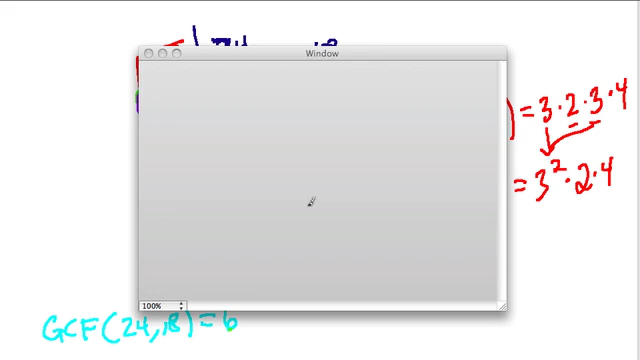 Window
) = 3 · 2 · 3 · 4
= 3² · 2 · 4
100%
GCF(24,18) = 6